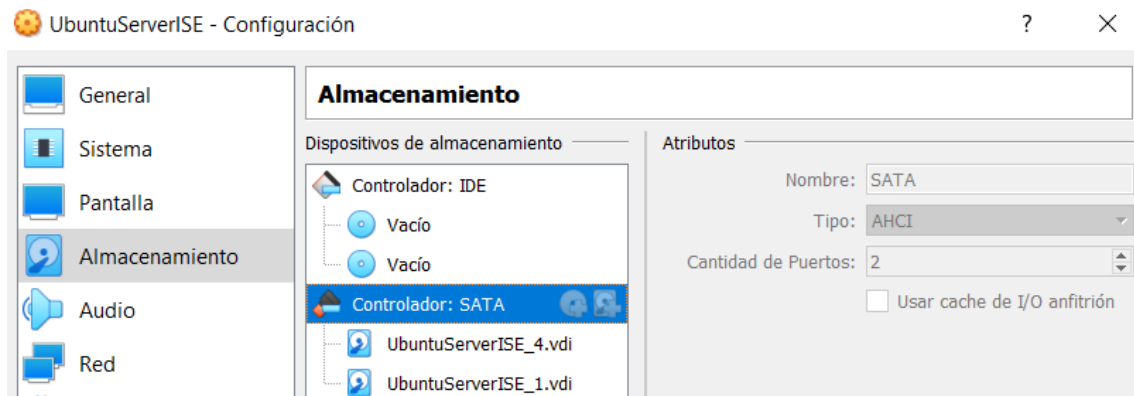 UbuntuServerISE - Configuración ? ×
General
Sistema
Pantalla
Almacenamiento
Audio
Red
Almacenamiento
Dispositivos de almacenamiento
Controlador: IDE
Vacío
Vacío
Controlador: SATA
UbuntuServerISE_4.vdi
UbuntuServerISE_1.vdi
Atributos
Nombre: SATA
Tipo: AHCI
Cantidad de Puertos: 2
Usar cache de I/O anfitrión